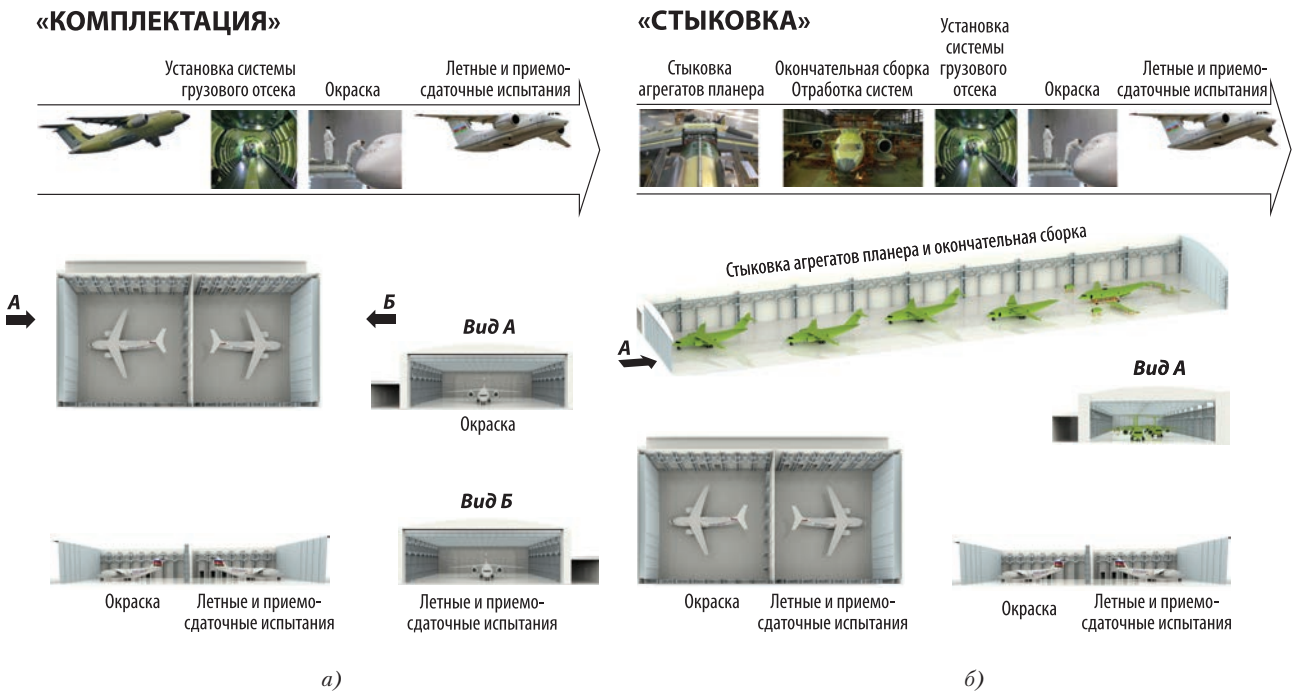 «КОМПЛЕКТАЦИЯ»
Установка системы
грузового отсека
Окраска
Летные и приемо-
сдаточные испытания
А
Б
Вид А
Окраска
Вид Б
Окраска
Летные и приемо-
сдаточные испытания
Летные и приемо-
сдаточные испытания
а)
«СТЫКОВКА»
Стыковка
агрегатов планера
Окончательная сборка
Отработка систем
Установка
системы
грузового
отсека
Окраска
Летные и приемо-
сдаточные испытания
Стыковка агрегатов планера и окончательная сборка
А
Вид А
Окраска
Летные и приемо-
сдаточные испытания
Окраска
Летные и приемо-
сдаточные испытания
б)